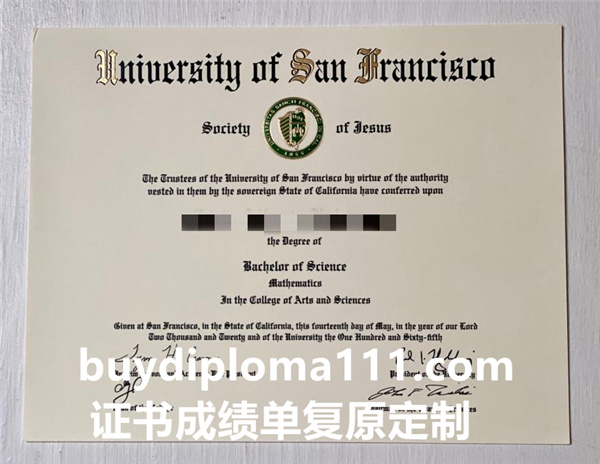 University of San Francisco
Society of Jesus
The Trustees of the University of San Francisco by virtue of the authority
vested in them by the sovereign State of California have conferred upon
the Degree of
Bachelor of Science
Mathematics
In the College of Arts and Sciences
Given at San Francisco, in the State of California, this fourteenth day of May, in the year of our Lord
Two Thousand and Twenty and of the University the One Hundred and Sixty-fifth
buydiploma111.com
证书成绩单复原定制